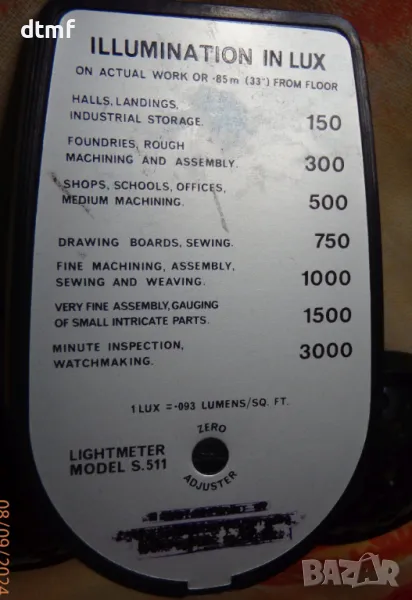 dtmf
ILLUMINATION IN LUX
ON ACTUAL WORK OR ·85m (33") FROM FLOOR
HALLS, LANDINGS,
INDUSTRIAL STORAGE. 150
FOUNDRIES, ROUGH
MACHINING AND ASSEMBLY. 300
SHOPS, SCHOOLS, OFFICES,
MEDIUM MACHINING. 500
DRAWING BOARDS, SEWING. 750
FINE MACHINING, ASSEMBLY,
SEWING AND WEAVING. 1000
VERY FINE ASSEMBLY, GAUGING
OF SMALL INTRICATE PARTS. 1500
MINUTE INSPECTION,
WATCHMAKING. 3000
1 LUX = ·093 LUMENS/SQ. FT.
ZERO
ADJUSTER
LIGHTMETER
MODEL S.511
08/09/2024
BAZAR